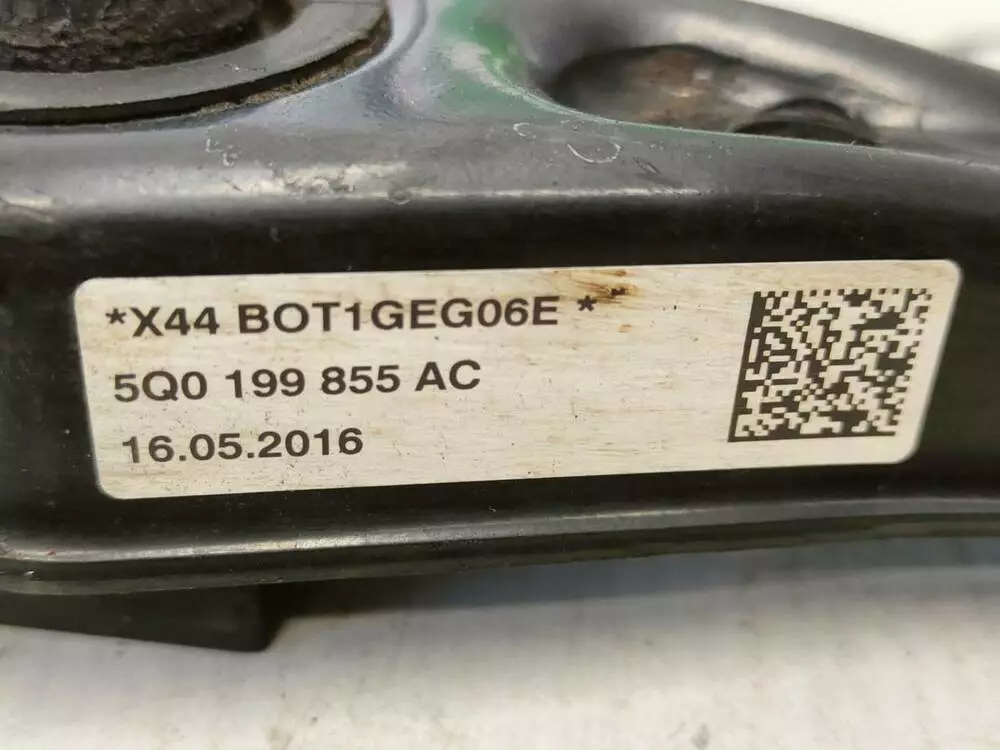 *X44 BOT1GEG06E *
5Q0 199 855 AC
16.05.2016